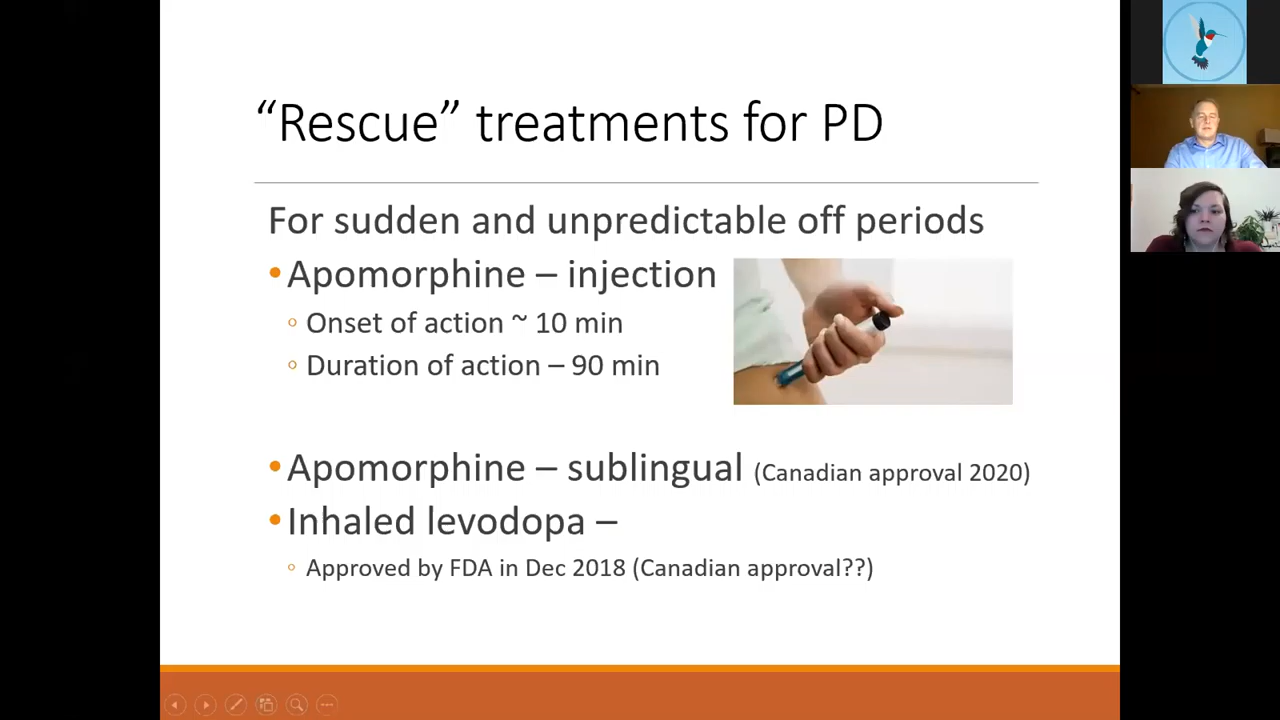 “Rescue” treatments for PD
For sudden and unpredictable off periods
•Apomorphine – injection
◦ Onset of action ~ 10 min
◦ Duration of action – 90 min
•Apomorphine – sublingual (Canadian approval 2020)
•Inhaled levodopa –
◦ Approved by FDA in Dec 2018 (Canadian approval??)